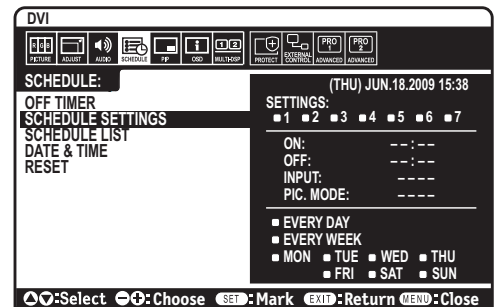 DVI
RGB 1 2 PRO 1 PRO 2
PICTURE ADJUST AUDIO SCHEDULE PIP OSD MULTI-DSP PROTECT EXTERNAL CONTROL ADVANCED ADVANCED
SCHEDULE:
OFF TIMER
SCHEDULE SETTINGS
SCHEDULE LIST
DATE & TIME
RESET
(THU) JUN.18.2009 15:38
SETTINGS:
1 2 3 4 5 6 7
ON: --:--
OFF: --:--
INPUT: ----
PIC. MODE: ----
EVERY DAY
EVERY WEEK
MON TUE WED THU
FRI SAT SUN
:Select :Choose SET:Mark EXIT:Return MENU:Close